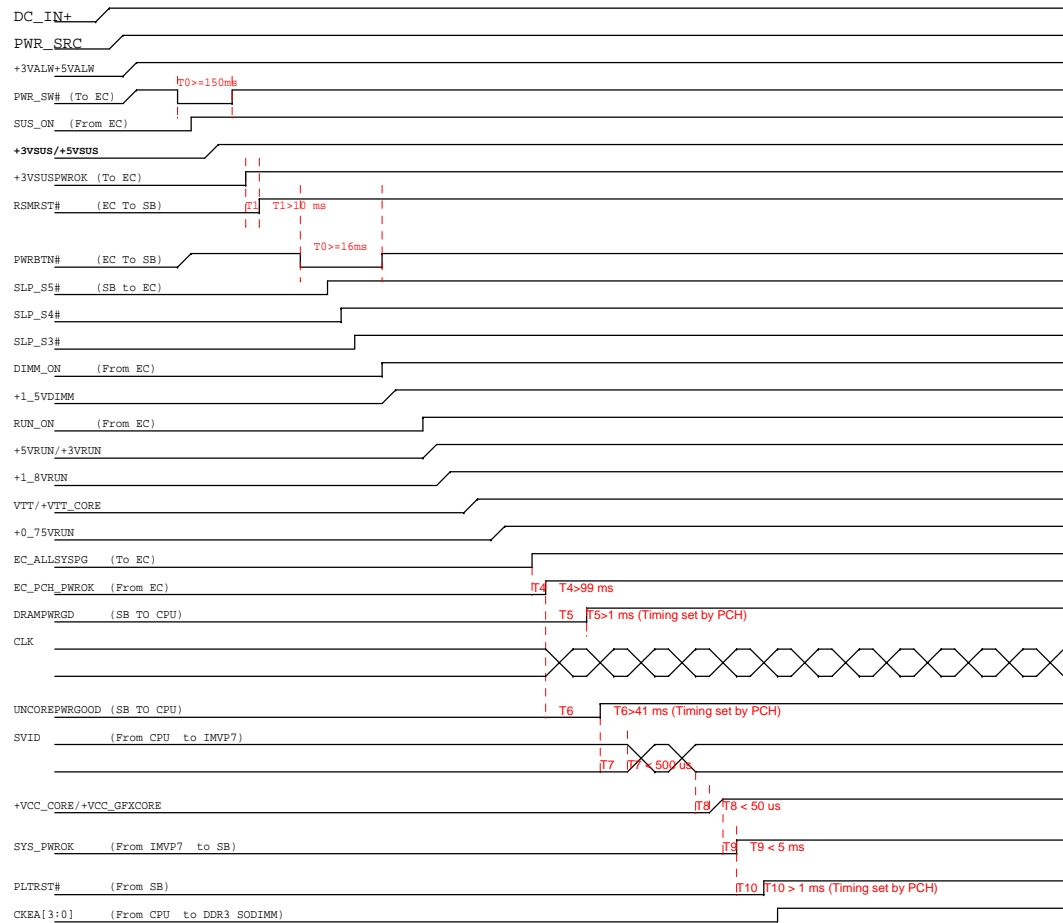 DC_IN+
PWR_SRC
+3VALW+5VALW
T0>=150ms
PWR_SW# (To EC)
SUS_ON (From EC)
+3VSUS/+5VSUS
+3VSUSPWROK (To EC)
RSMRST# (EC To SB) T1 T1>10 ms
T0>=16ms
PWRBTN# (EC To SB)
SLP_S5# (SB to EC)
SLP_S4#
SLP_S3#
DIMM_ON (From EC)
+1_5VDIMM
RUN_ON (From EC)
+5VRUN/+3VRUN
+1_8VRUN
VTT/+VTT_CORE
+0_75VRUN
EC_ALLSYSPG (To EC)
EC_PCH_PWROK (From EC) T4 T4>99 ms
DRAMPWRGD (SB TO CPU) T5 T5>1 ms (Timing set by PCH)
CLK
UNCOREPWRGOOD (SB TO CPU) T6 T6>41 ms (Timing set by PCH)
SVID (From CPU to IMVP7)
T7 T7 < 500 us
+VCC_CORE/+VCC_GFXCORE T8 T8 < 50 us
SYS_PWROK (From IMVP7 to SB) T9 T9 < 5 ms
PLTRST# (From SB) T10 T10 > 1 ms (Timing set by PCH)
CKEA[3:0] (From CPU to DDR3 SODIMM)